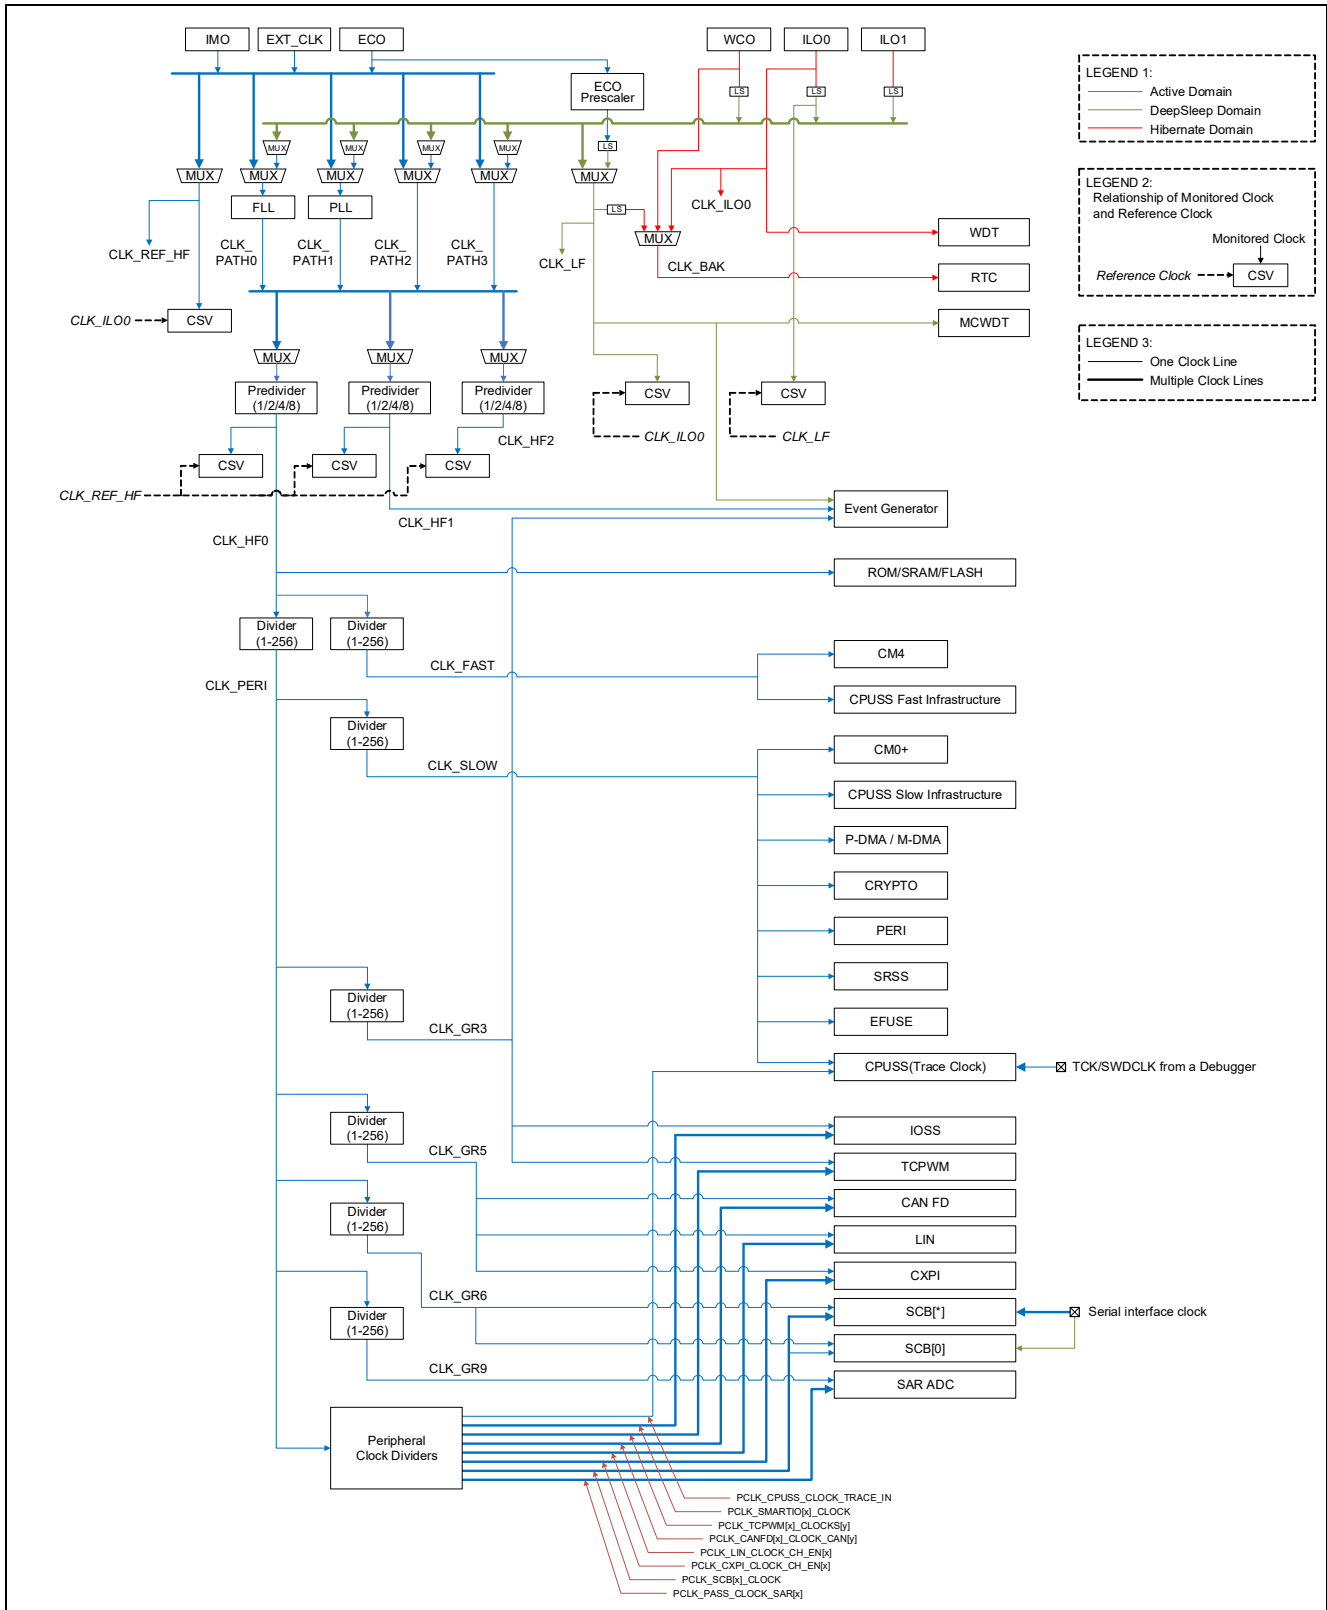 IMO
EXT_CLK
ECO
WCO
ILO0
ILO1
LEGEND 1:
Active Domain
DeepSleep Domain
Hibernate Domain
ECO
Prescaler
LS
LS
LS
LS
MUX
MUX
MUX
MUX
MUX
MUX
MUX
MUX
MUX
MUX
LEGEND 2:
Relationship of Monitored Clock
and Reference Clock
Monitored Clock
Reference Clock
CSV
FLL
PLL
LS
CLK_ILO0
MUX
WDT
CLK_REF_HF
CLK_
PATH0
CLK_
PATH1
CLK_
PATH2
CLK_
PATH3
CLK_LF
CLK_BAK
RTC
CLK_ILO0
CSV
MCWDT
LEGEND 3:
One Clock Line
Multiple Clock Lines
MUX
MUX
MUX
Predivider
(1/2/4/8)
Predivider
(1/2/4/8)
Predivider
(1/2/4/8)
CSV
CSV
CLK_ILO0
CLK_LF
CLK_HF2
CSV
CSV
CSV
CLK_REF_HF
CLK_HF1
Event Generator
CLK_HF0
ROM/SRAM/FLASH
Divider
(1-256)
Divider
(1-256)
CLK_FAST
CM4
CLK_PERI
CPUSS Fast Infrastructure
Divider
(1-256)
CLK_SLOW
CM0+
CPUSS Slow Infrastructure
P-DMA / M-DMA
CRYPTO
PERI
SRSS
Divider
(1-256)
CLK_GR3
EFUSE
CPUSS(Trace Clock)
TCK/SWDCLK from a Debugger
Divider
(1-256)
CLK_GR5
IOSS
TCPWM
CAN FD
Divider
(1-256)
LIN
CXPI
CLK_GR6
SCB[*]
Serial interface clock
Divider
(1-256)
SCB[0]
CLK_GR9
SAR ADC
Peripheral
Clock Dividers
PCLK_CPUSS_CLOCK_TRACE_IN
PCLK_SMARTIO[x]_CLOCK
PCLK_TCPWM[x]_CLOCKS[y]
PCLK_CANFD[x]_CLOCK_CAN[y]
PCLK_LIN_CLOCK_CH_EN[x]
PCLK_CXPI_CLOCK_CH_EN[x]
PCLK_SCB[x]_CLOCK
PCLK_PASS_CLOCK_SAR[x]